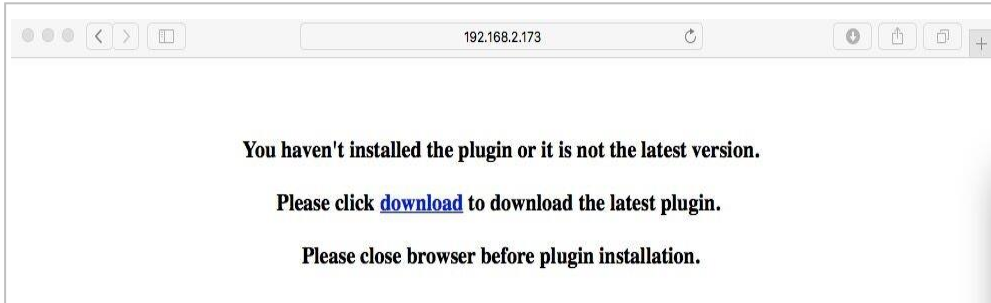 192.168.2.173
You haven't installed the plugin or it is not the latest version.
Please click download to download the latest plugin.
Please close browser before plugin installation.